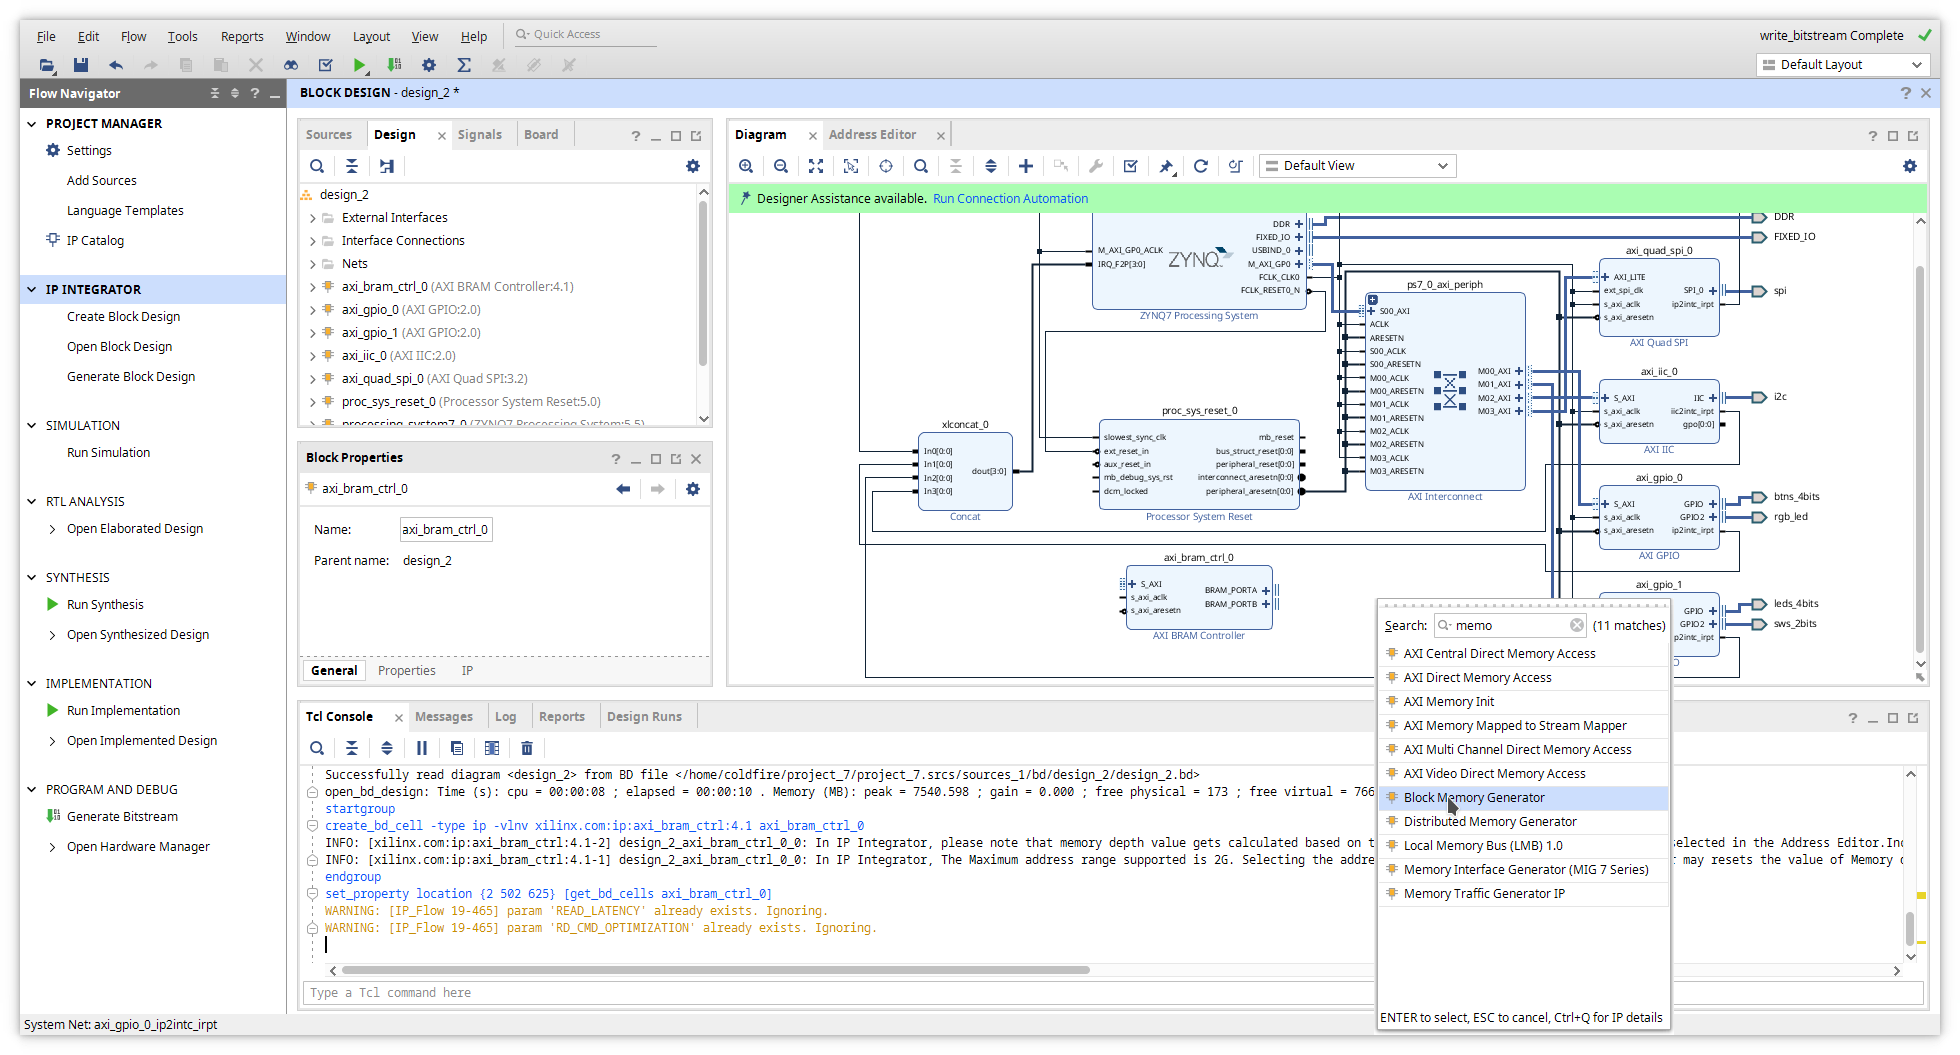 File Edit Flow Tools Reports Window Layout View Help Quick Access write_bitstream Complete
Default Layout
Flow Navigator
PROJECT MANAGER
Settings
Add Sources
Language Templates
IP Catalog
IP INTEGRATOR
Create Block Design
Open Block Design
Generate Block Design
SIMULATION
Run Simulation
RTL ANALYSIS
Open Elaborated Design
SYNTHESIS
Run Synthesis
Open Synthesized Design
IMPLEMENTATION
Run Implementation
Open Implemented Design
PROGRAM AND DEBUG
Generate Bitstream
Open Hardware Manager
BLOCK DESIGN - design_2 *
Sources Design Signals Board
design_2
External Interfaces
Interface Connections
Nets
axi_bram_ctrl_0 (AXI BRAM Controller:4.1)
axi_gpio_0 (AXI GPIO:2.0)
axi_gpio_1 (AXI GPIO:2.0)
axi_iic_0 (AXI IIC:2.0)
axi_quad_spi_0 (AXI Quad SPI:3.2)
proc_sys_reset_0 (Processor System Reset:5.0)
processing_system7_0 (ZYNQ7 Processing System:5.5)
Block Properties
axi_bram_ctrl_0
Name: axi_bram_ctrl_0
Parent name: design_2
General Properties IP
Diagram Address Editor
Default View
Designer Assistance available. Run Connection Automation
M_AXI_GP0_ACLK
IRQ_F2P[3:0]
ZYNQ
DDR
FIXED_IO
USBIND_0
M_AXI_GP0
FCLK_CLK0
FCLK_RESET0_N
ZYNQ7 Processing System
DDR
FIXED_IO
ps7_0_axi_periph
S00_AXI
ACLK
ARESETN
S00_ACLK
S00_ARESETN
M00_ACLK
M00_ARESETN
M01_ACLK
M01_ARESETN
M02_ACLK
M02_ARESETN
M03_ACLK
M03_ARESETN
M00_AXI
M01_AXI
M02_AXI
M03_AXI
AXI Interconnect
axi_quad_spi_0
AXI_LITE
ext_spi_clk
s_axi_aclk
s_axi_aresetn
SPI_0
ip2intc_irpt
AXI Quad SPI
spi
axi_iic_0
S_AXI
s_axi_aclk
s_axi_aresetn
IIC
iic2intc_irpt
gpo[0:0]
AXI IIC
i2c
axi_gpio_0
S_AXI
s_axi_aclk
s_axi_aresetn
GPIO
GPIO2
ip2intc_irpt
AXI GPIO
btns_4bits
rgb_led
axi_gpio_1
GPIO
GPIO2
p2intc_irpt
O
leds_4bits
sws_2bits
xlconcat_0
In0[0:0]
In1[0:0]
In2[0:0]
In3[0:0]
dout[3:0]
Concat
proc_sys_reset_0
slowest_sync_clk
ext_reset_in
aux_reset_in
mb_debug_sys_rst
dcm_locked
mb_reset
bus_struct_reset[0:0]
peripheral_reset[0:0]
interconnect_aresetn[0:0]
peripheral_aresetn[0:0]
Processor System Reset
axi_bram_ctrl_0
S_AXI
s_axi_aclk
s_axi_aresetn
BRAM_PORTA
BRAM_PORTB
AXI BRAM Controller
Search: memo (11 matches)
AXI Central Direct Memory Access
AXI Direct Memory Access
AXI Memory Init
AXI Memory Mapped to Stream Mapper
AXI Multi Channel Direct Memory Access
AXI Video Direct Memory Access
Block Memory Generator
Distributed Memory Generator
Local Memory Bus (LMB) 1.0
Memory Interface Generator (MIG 7 Series)
Memory Traffic Generator IP
ENTER to select, ESC to cancel, Ctrl+Q for IP details
Tcl Console Messages Log Reports Design Runs
Successfully read diagram <design_2> from BD file </home/coldfire/project_7/project_7.srcs/sources_1/bd/design_2/design_2.bd>
open_bd_design: Time (s): cpu = 00:00:08 ; elapsed = 00:00:10 . Memory (MB): peak = 7540.598 ; gain = 0.000 ; free physical = 173 ; free virtual = 766
startgroup
create_bd_cell -type ip -vlnv xilinx.com:ip:axi_bram_ctrl:4.1 axi_bram_ctrl_0
INFO: [xilinx.com:ip:axi_bram_ctrl:4.1-2] design_2_axi_bram_ctrl_0_0: In IP Integrator, please note that memory depth value gets calculated based on t selected in the Address Editor.Inc
INFO: [xilinx.com:ip:axi_bram_ctrl:4.1-1] design_2_axi_bram_ctrl_0_0: In IP Integrator, The Maximum address range supported is 2G. Selecting the addre may resets the value of Memory d
endgroup
set_property location {2 502 625} [get_bd_cells axi_bram_ctrl_0]
WARNING: [IP_Flow 19-465] param 'READ_LATENCY' already exists. Ignoring.
WARNING: [IP_Flow 19-465] param 'RD_CMD_OPTIMIZATION' already exists. Ignoring.
Type a Tcl command here
System Net: axi_gpio_0_ip2intc_irpt